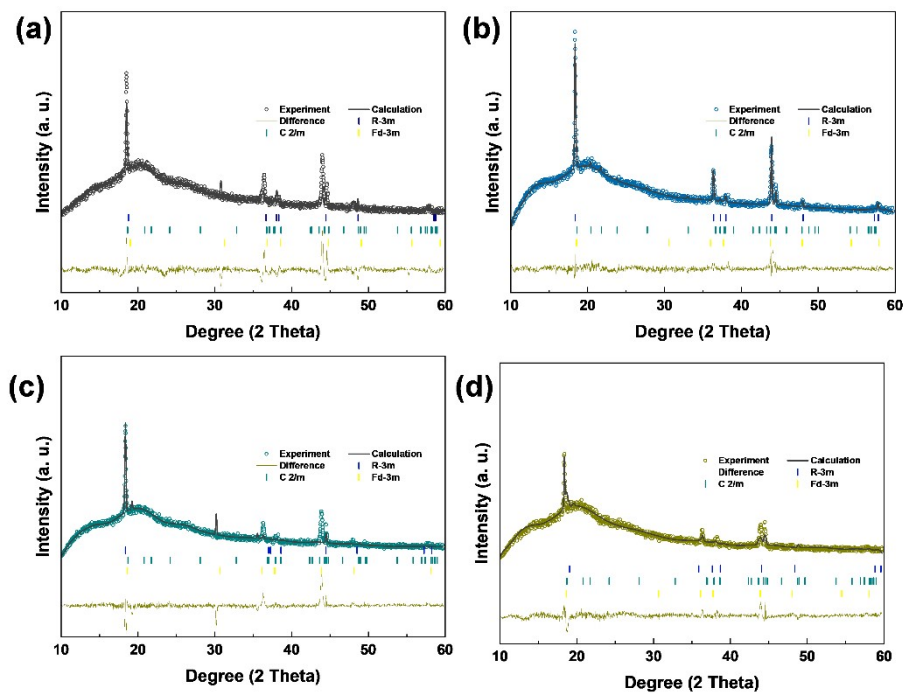 (a)
Intensity (a. u.)
Experiment Calculation
Difference R-3m
C 2/m Fd-3m
10 20 30 40 50 60
Degree (2 Theta)
(b)
Intensity (a. u.)
Experiment Calculation
Difference R-3m
C 2/m Fd-3m
10 20 30 40 50 60
Degree (2 Theta)
(c)
Intensity (a. u.)
Experiment Calculation
Difference R-3m
C 2/m Fd-3m
10 20 30 40 50 60
Degree (2 Theta)
(d)
Intensity (a. u.)
Experiment Calculation
Difference R-3m
C 2/m Fd-3m
10 20 30 40 50 60
Degree (2 Theta)